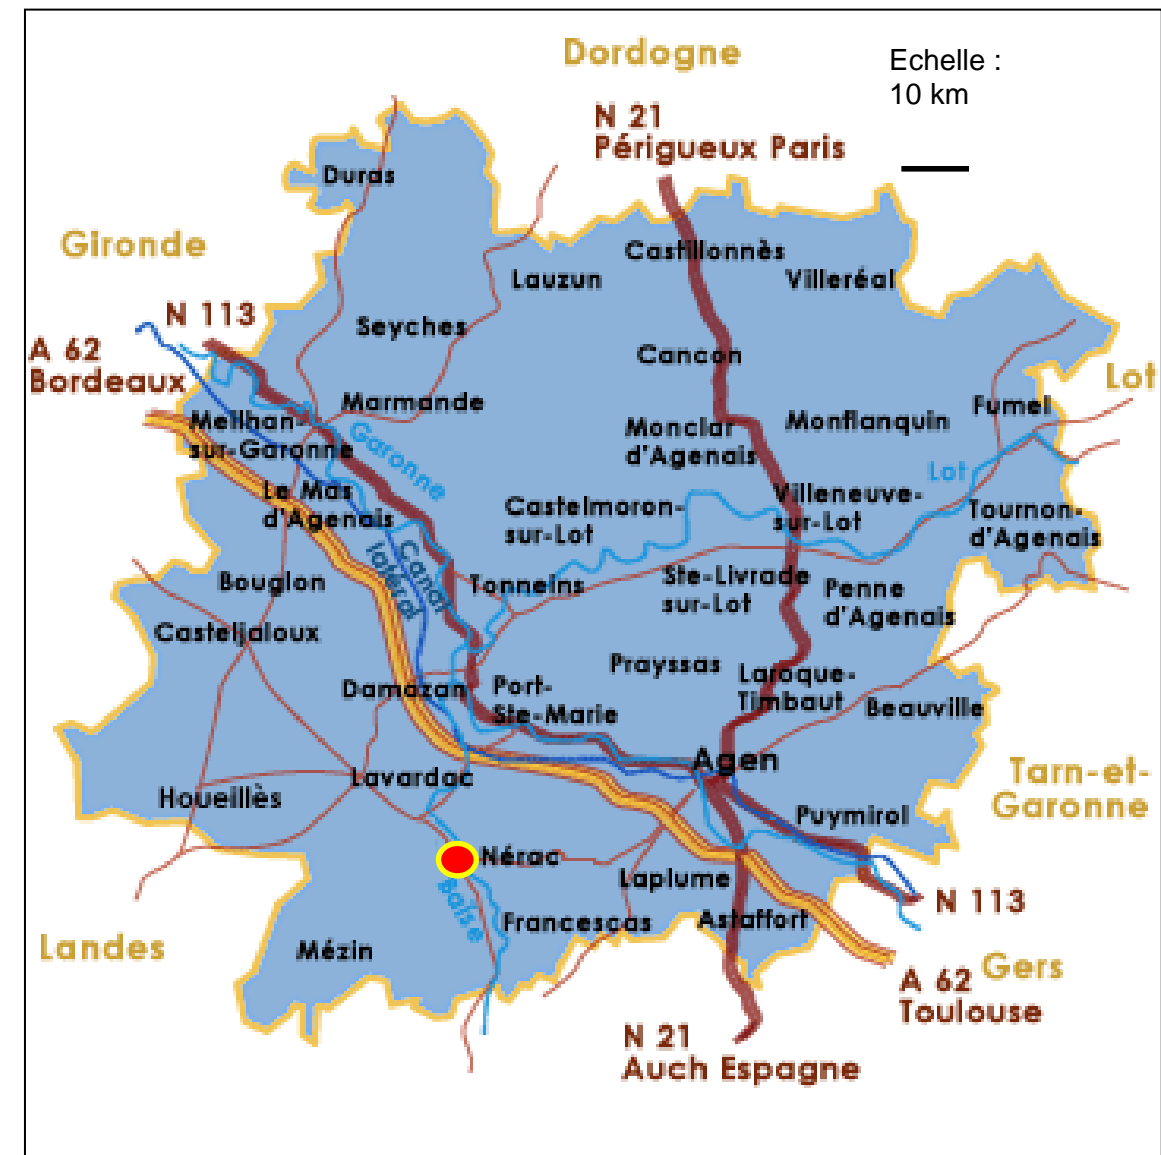 Dordogne
Echelle :
10 km
N 21
Périgueux Paris
Duras
Gironde
Castillonnès
Lauzun
Villeréal
N 113
Seyches
A 62
Bordeaux
Cancon
Lot
Marmande
Fumel
Meilhan-
sur-Garonne
Garonne
Monclar
d'Agenais
Monflanquin
Lot
Le Mas
d'Agenais
Castelmoron-
sur-Lot
Villeneuve-
sur-Lot
Tournon-
d'Agenais
Canal
latéral
Bouglon
Tonneins
Ste-Livrade
sur-Lot
Penne
d'Agenais
Casteljaloux
Prayssas
Laroque-
Timbaut
Damazan
Port-
Ste-Marie
Beauville
Agen
Lavardac
Houeillès
Tarn-et-
Garonne
Puymirol
Nérac
Laplume
Baïse
Francescas
Astaffort
N 113
Landes
Mézin
Gers
A 62
Toulouse
N 21
Auch Espagne